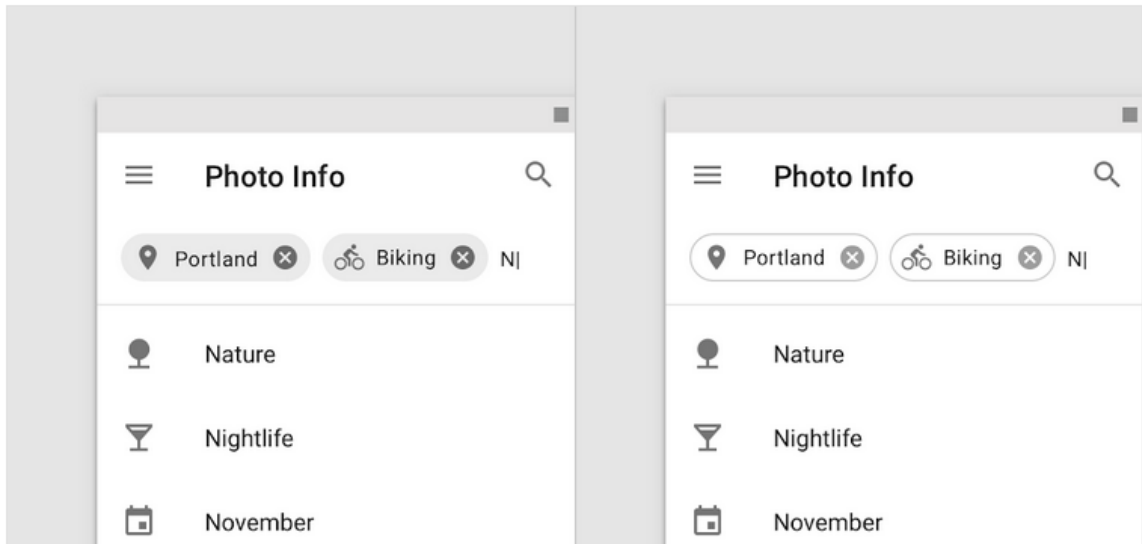 Photo Info
Portland Biking N|
Nature
Nightlife
November
Photo Info
Portland Biking N|
Nature
Nightlife
November